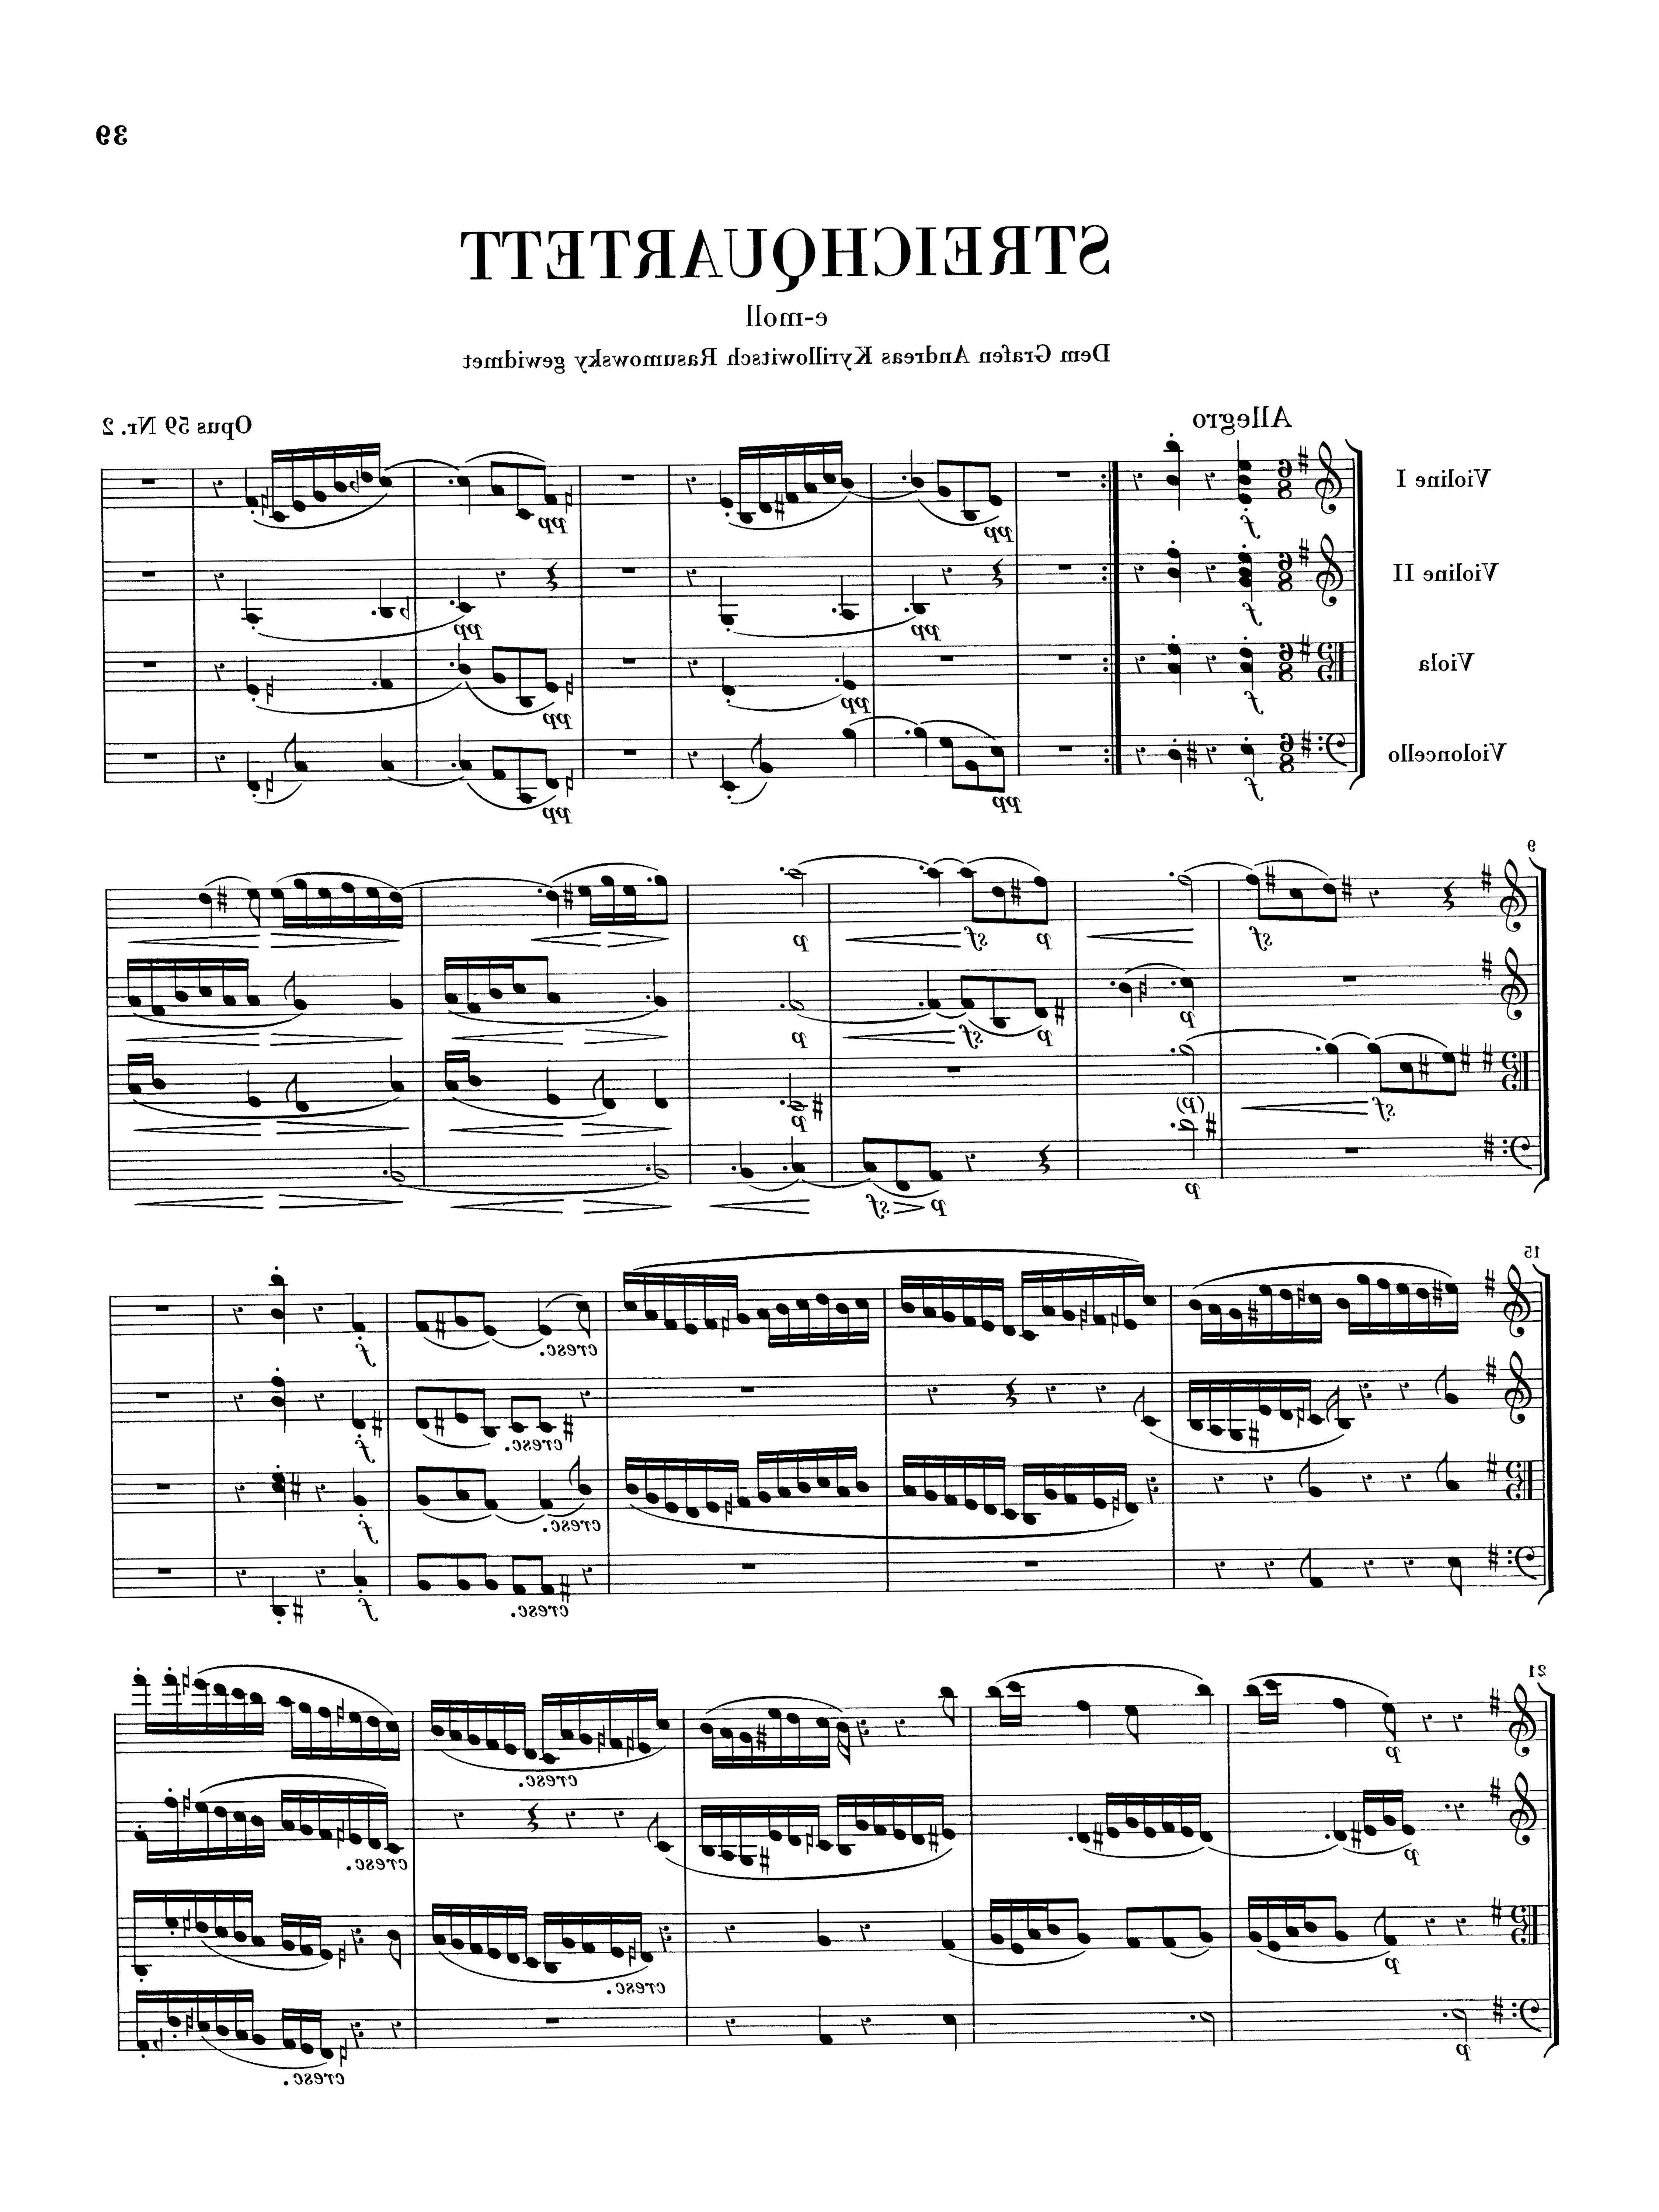 39
STREICHQUARTETT
e-moll
Dem Grafen Andreas Kyrillowitsch Rasumowsky gewidmet
Opus 59 Nr. 2
Allegro
Violine I
f
pp
pp
Violine II
f
pp
pp
Viola
f
pp
pp
Violoncello
f
pp
pp
9
sf
p
sf
p
p
p
sf
p
sf
(p)
p
p
p
sf
p
15
cresc.
f
cresc.
f
cresc.
f
cresc.
f
21
p
cresc.
p
cresc.
p
cresc.
p
cresc.